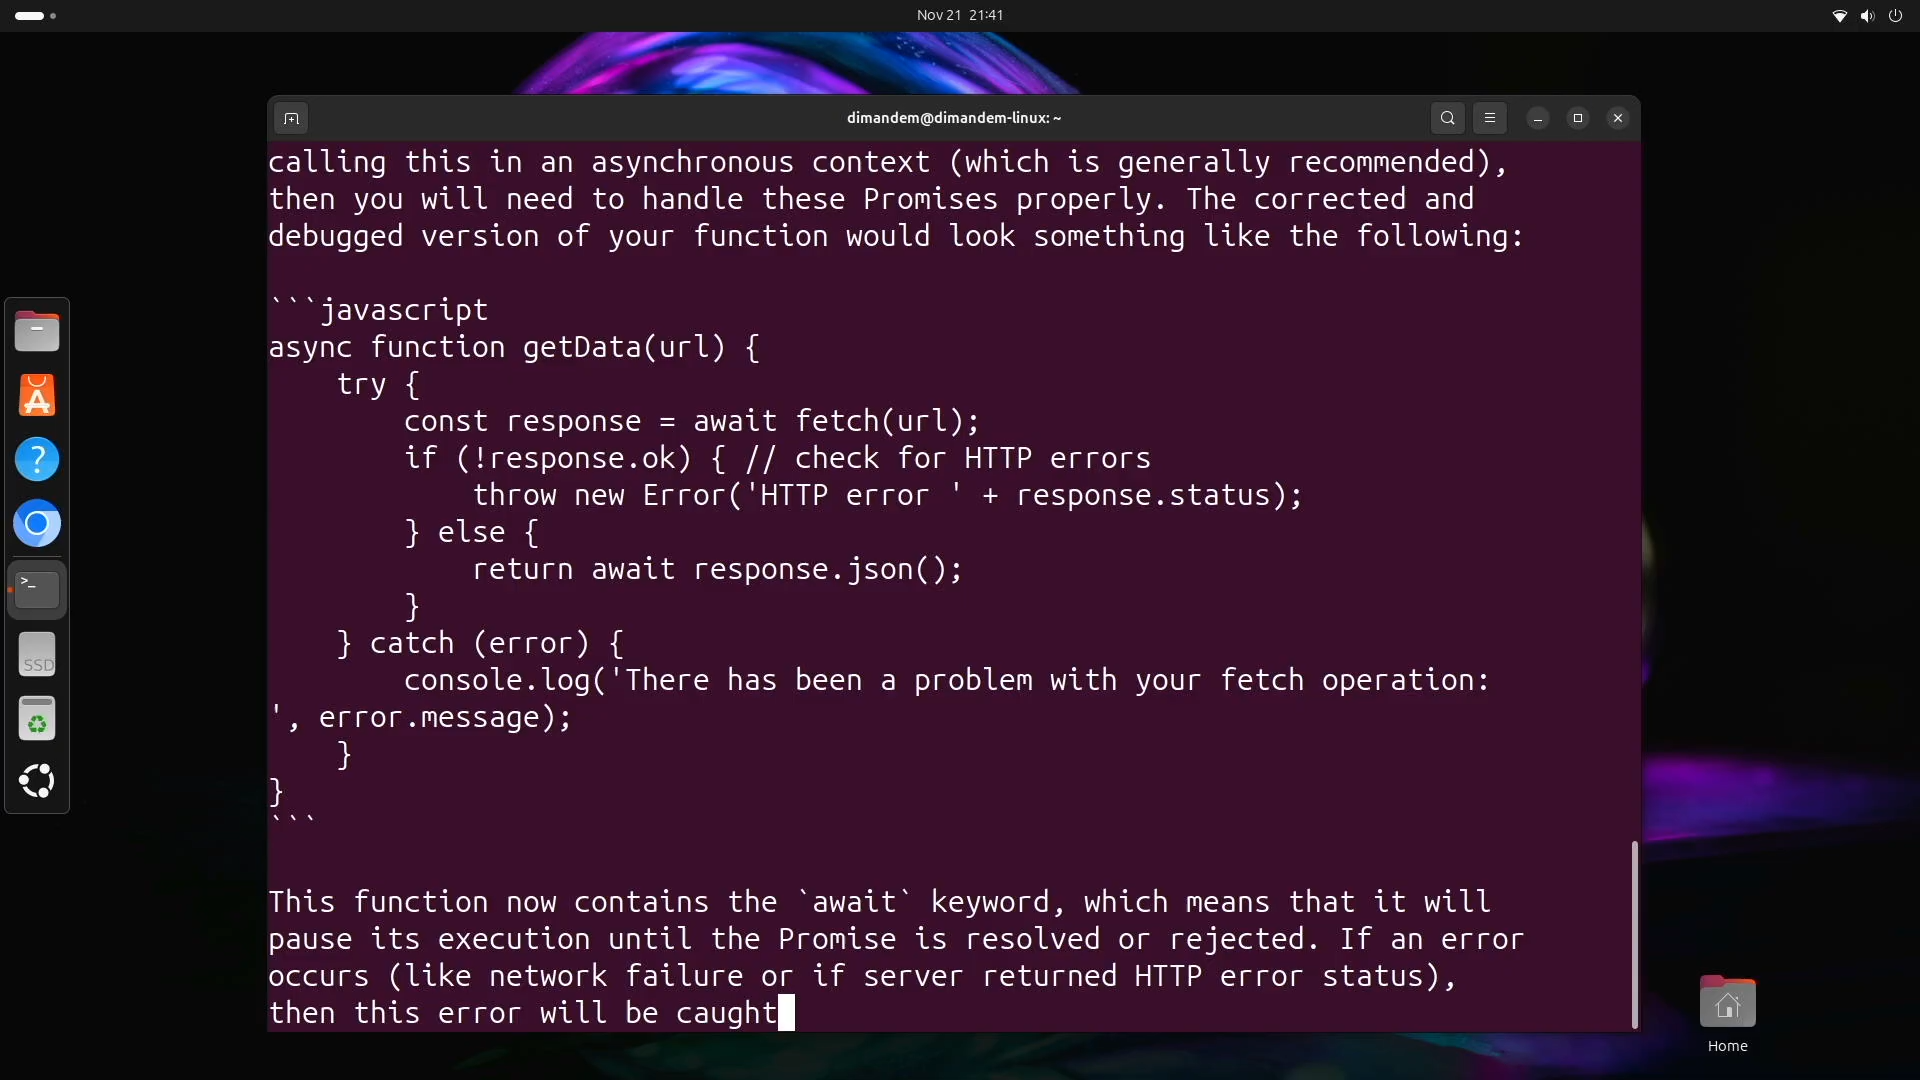 Nov 21 21:41
dimandem@dimandem-linux: ~
calling this in an asynchronous context (which is generally recommended),
then you will need to handle these Promises properly. The corrected and
debugged version of your function would look something like the following:
```javascript
async function getData(url) {
    try {
        const response = await fetch(url);
        if (!response.ok) { // check for HTTP errors
            throw new Error('HTTP error ' + response.status);
        } else {
            return await response.json();
        }
    } catch (error) {
        console.log('There has been a problem with your fetch operation:
', error.message);
    }
}
```
This function now contains the `await` keyword, which means that it will
pause its execution until the Promise is resolved or rejected. If an error
occurs (like network failure or if server returned HTTP error status),
then this error will be caught
?
>_
SSD
Home